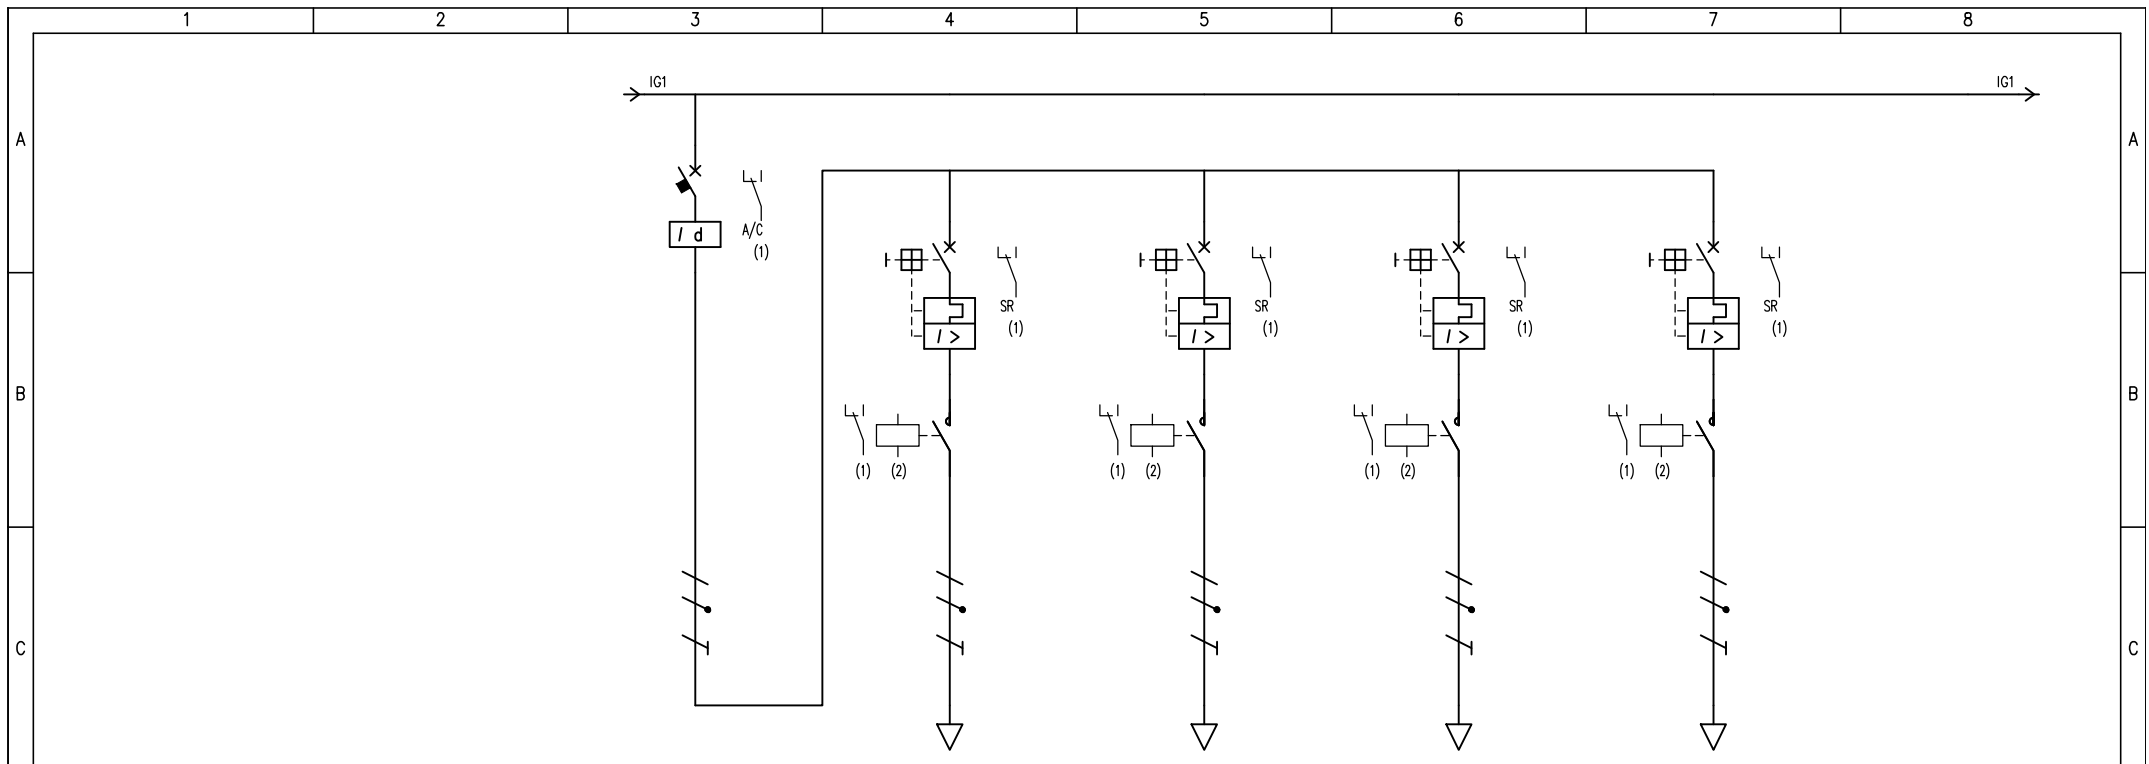 1 2 3 4 5 6 7 8
IG1 IG1
A A
I d A/C
(1)
SR SR SR SR
(1) (1) (1) (1)
I > I > I > I >
B B
(1) (2) (1) (2) (1) (2) (1) (2)
C C